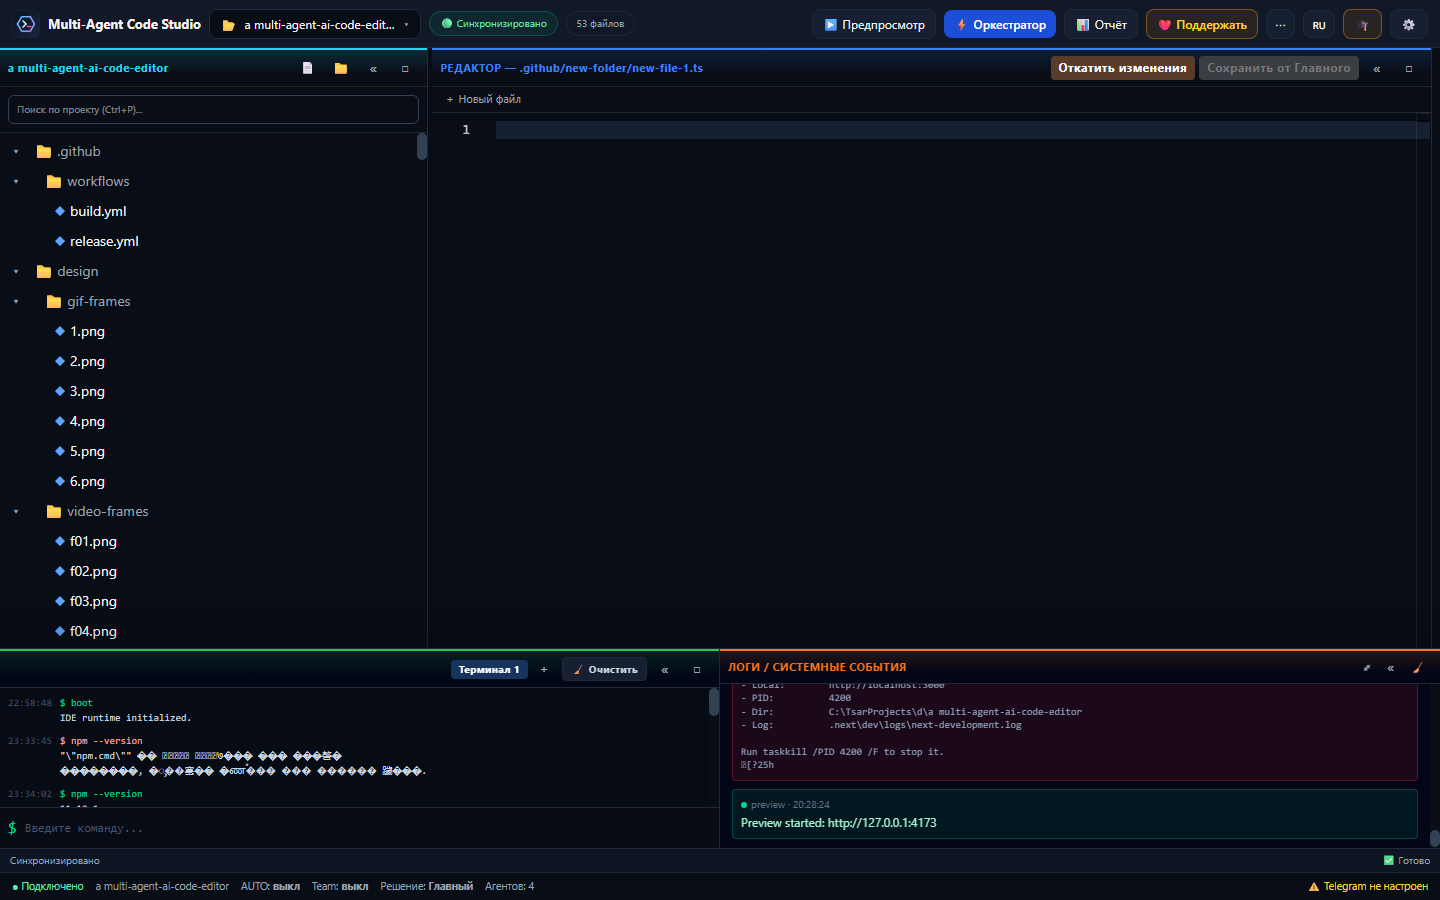 Multi-Agent Code Studio
a multi-agent-ai-code-edit...
Синхронизировано
53 файлов
Предпросмотр
Оркестратор
Отчёт
Поддержать
...
RU
a multi-agent-ai-code-editor
Поиск по проекту (Ctrl+P)...
.github
workflows
build.yml
release.yml
design
gif-frames
1.png
2.png
3.png
4.png
5.png
6.png
video-frames
f01.png
f02.png
f03.png
f04.png
РЕДАКТОР — .github/new-folder/new-file-1.ts
Откатить изменения
Сохранить от Главного
+ Новый файл
1
Терминал 1
+
Очистить
22:58:48 $ boot
IDE runtime initialized.
23:33:45 $ npm --version
"\"npm.cmd\""
23:34:02 $ npm --version
$ Введите команду...
ЛОГИ / СИСТЕМНЫЕ СОБЫТИЯ
- Local: http://localhost:3000
- PID: 4200
- Dir: C:\TsarProjects\d\a multi-agent-ai-code-editor
- Log: .next\dev\logs\next-development.log
Run taskkill /PID 4200 /F to stop it.
[?25h
preview · 20:28:24
Preview started: http://127.0.0.1:4173
Синхронизировано
Готово
Подключено
a multi-agent-ai-code-editor
AUTO: выкл
Team: выкл
Решение: Главный
Агентов: 4
Telegram не настроен